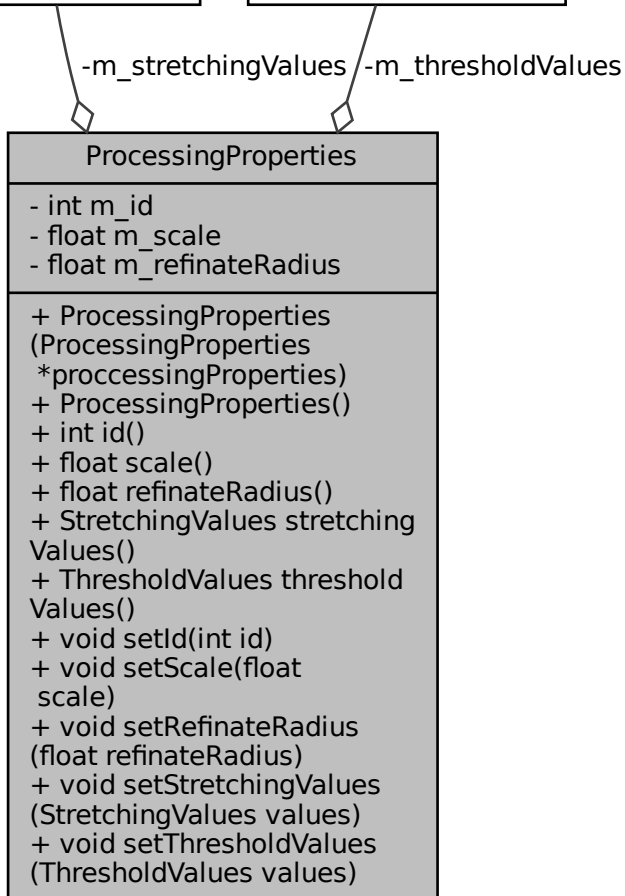 -m_stretchingValues
-m_thresholdValues
ProcessingProperties
- int m_id
- float m_scale
- float m_refinateRadius
+ ProcessingProperties
(ProcessingProperties
 *proccessingProperties)
+ ProcessingProperties()
+ int id()
+ float scale()
+ float refinateRadius()
+ StretchingValues stretching
Values()
+ ThresholdValues threshold
Values()
+ void setId(int id)
+ void setScale(float
 scale)
+ void setRefinateRadius
(float refinateRadius)
+ void setStretchingValues
(StretchingValues values)
+ void setThresholdValues
(ThresholdValues values)